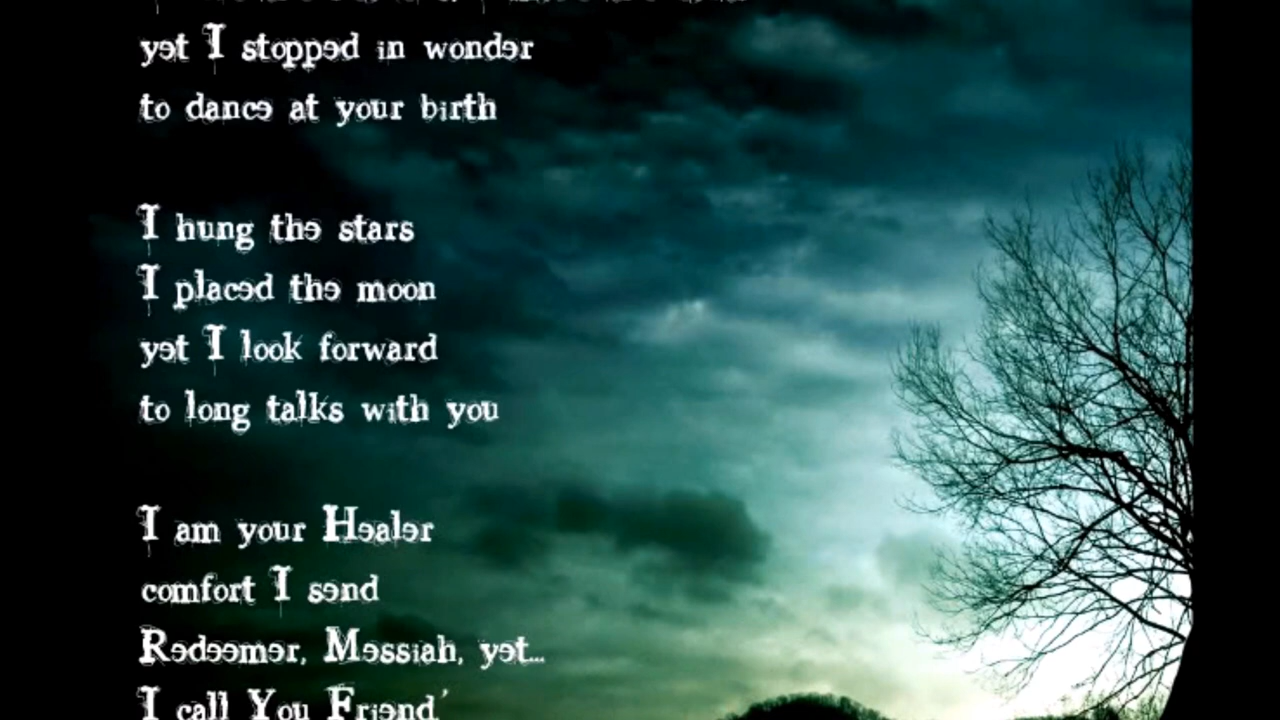 yet I stopped in wonder
to dance at your birth
I hung the stars
I placed the moon
yet I look forward
to long talks with you
I am your Healer
comfort I send
Redeemer, Messiah, yet...
I call You Friend'